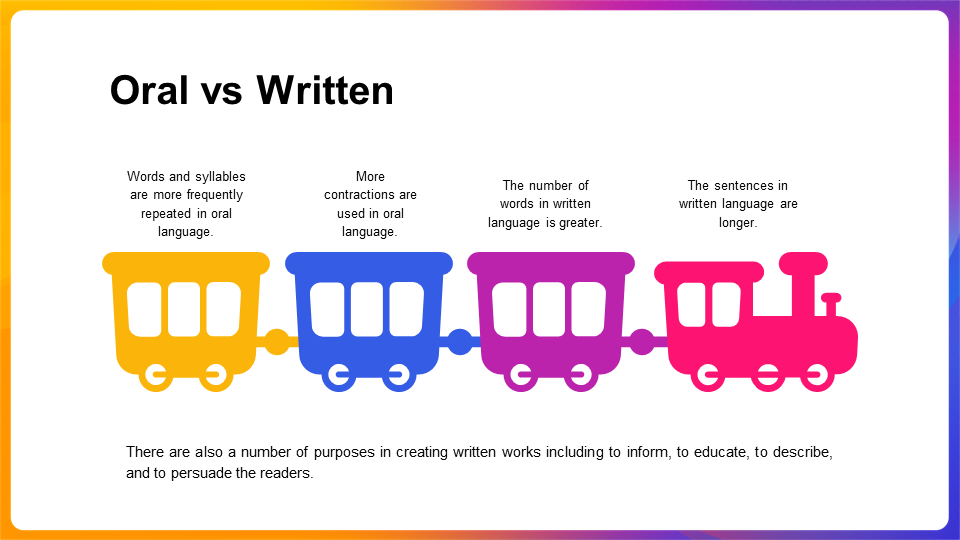 Oral vs Written
Words and syllables
are more frequently
repeated in oral
language.
More
contractions are
used in oral
language.
The number of
words in written
language is greater.
The sentences in
written language are
longer.
There are also a number of purposes in creating written works including to inform, to educate, to describe,
and to persuade the readers.